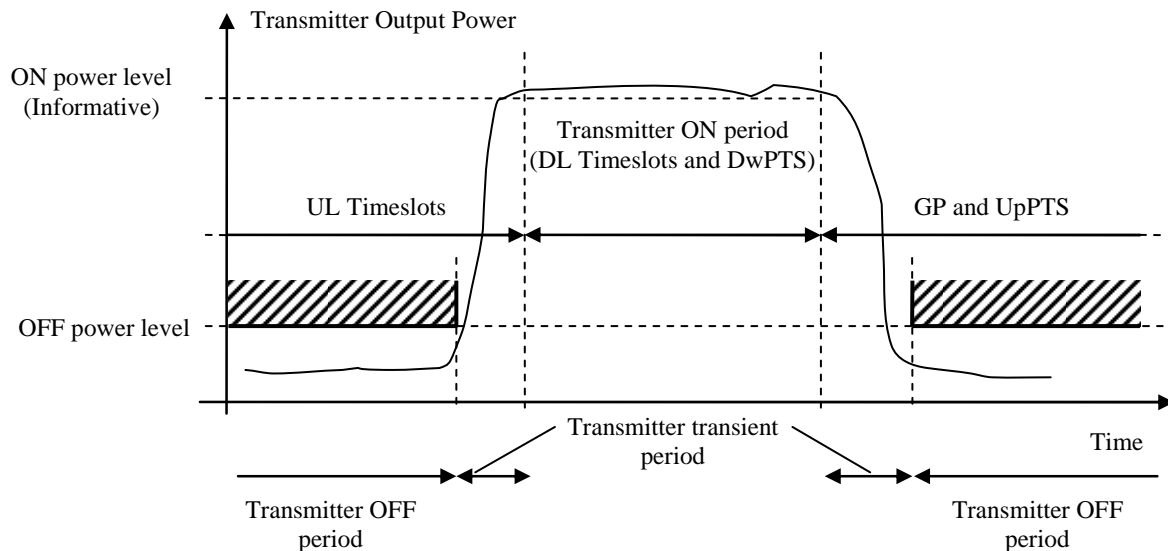 Transmitter Output Power
ON power level
(Informative)
Transmitter ON period
(DL Timeslots and DwPTS)
UL Timeslots
GP and UpPTS
OFF power level
Transmitter transient
period
Time
Transmitter OFF
period
Transmitter OFF
period